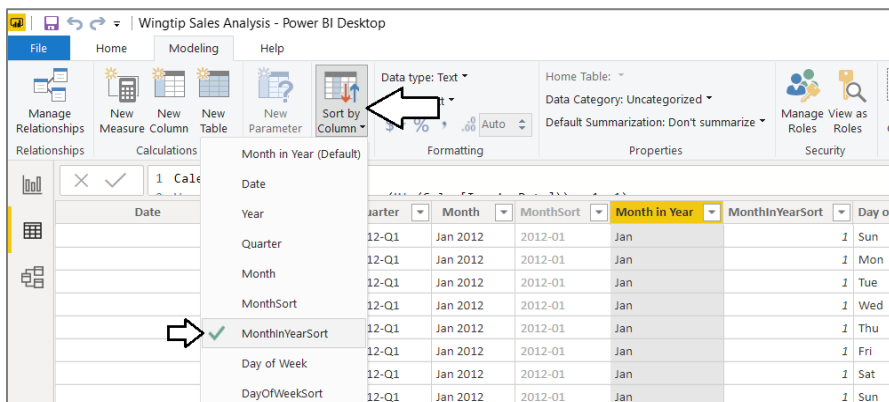 Wingtip Sales Analysis - Power BI Desktop
File Home Modeling Help
Manage Relationships
New Measure
New Column
New Table
New Parameter
Sort by Column
Data type: Text
$ % , .00 Auto
Home Table:
Data Category: Uncategorized
Default Summarization: Don't summarize
Manage Roles
View as Roles
Relationships Calculations Formatting Properties Security
Month in Year (Default)
Date
Year
Quarter
Month
MonthSort
MonthInYearSort
Day of Week
DayOfWeekSort
1 Cale
Date uarter Month MonthSort Month in Year MonthInYearSort Day o
12-Q1 Jan 2012 2012-01 Jan 1 Sun
12-Q1 Jan 2012 2012-01 Jan 1 Mon
12-Q1 Jan 2012 2012-01 Jan 1 Tue
12-Q1 Jan 2012 2012-01 Jan 1 Wed
12-Q1 Jan 2012 2012-01 Jan 1 Thu
12-Q1 Jan 2012 2012-01 Jan 1 Fri
12-Q1 Jan 2012 2012-01 Jan 1 Sat
12-Q1 Jan 2012 2012-01 Jan 1 Sun